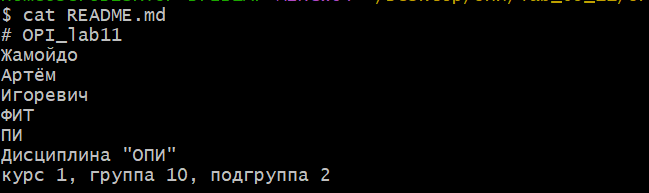 $ cat README.md
# OPI_lab11
Жамойдо
Артём
Игоревич
ФИТ
ПИ
Дисциплина "ОПИ"
курс 1, группа 10, подгруппа 2